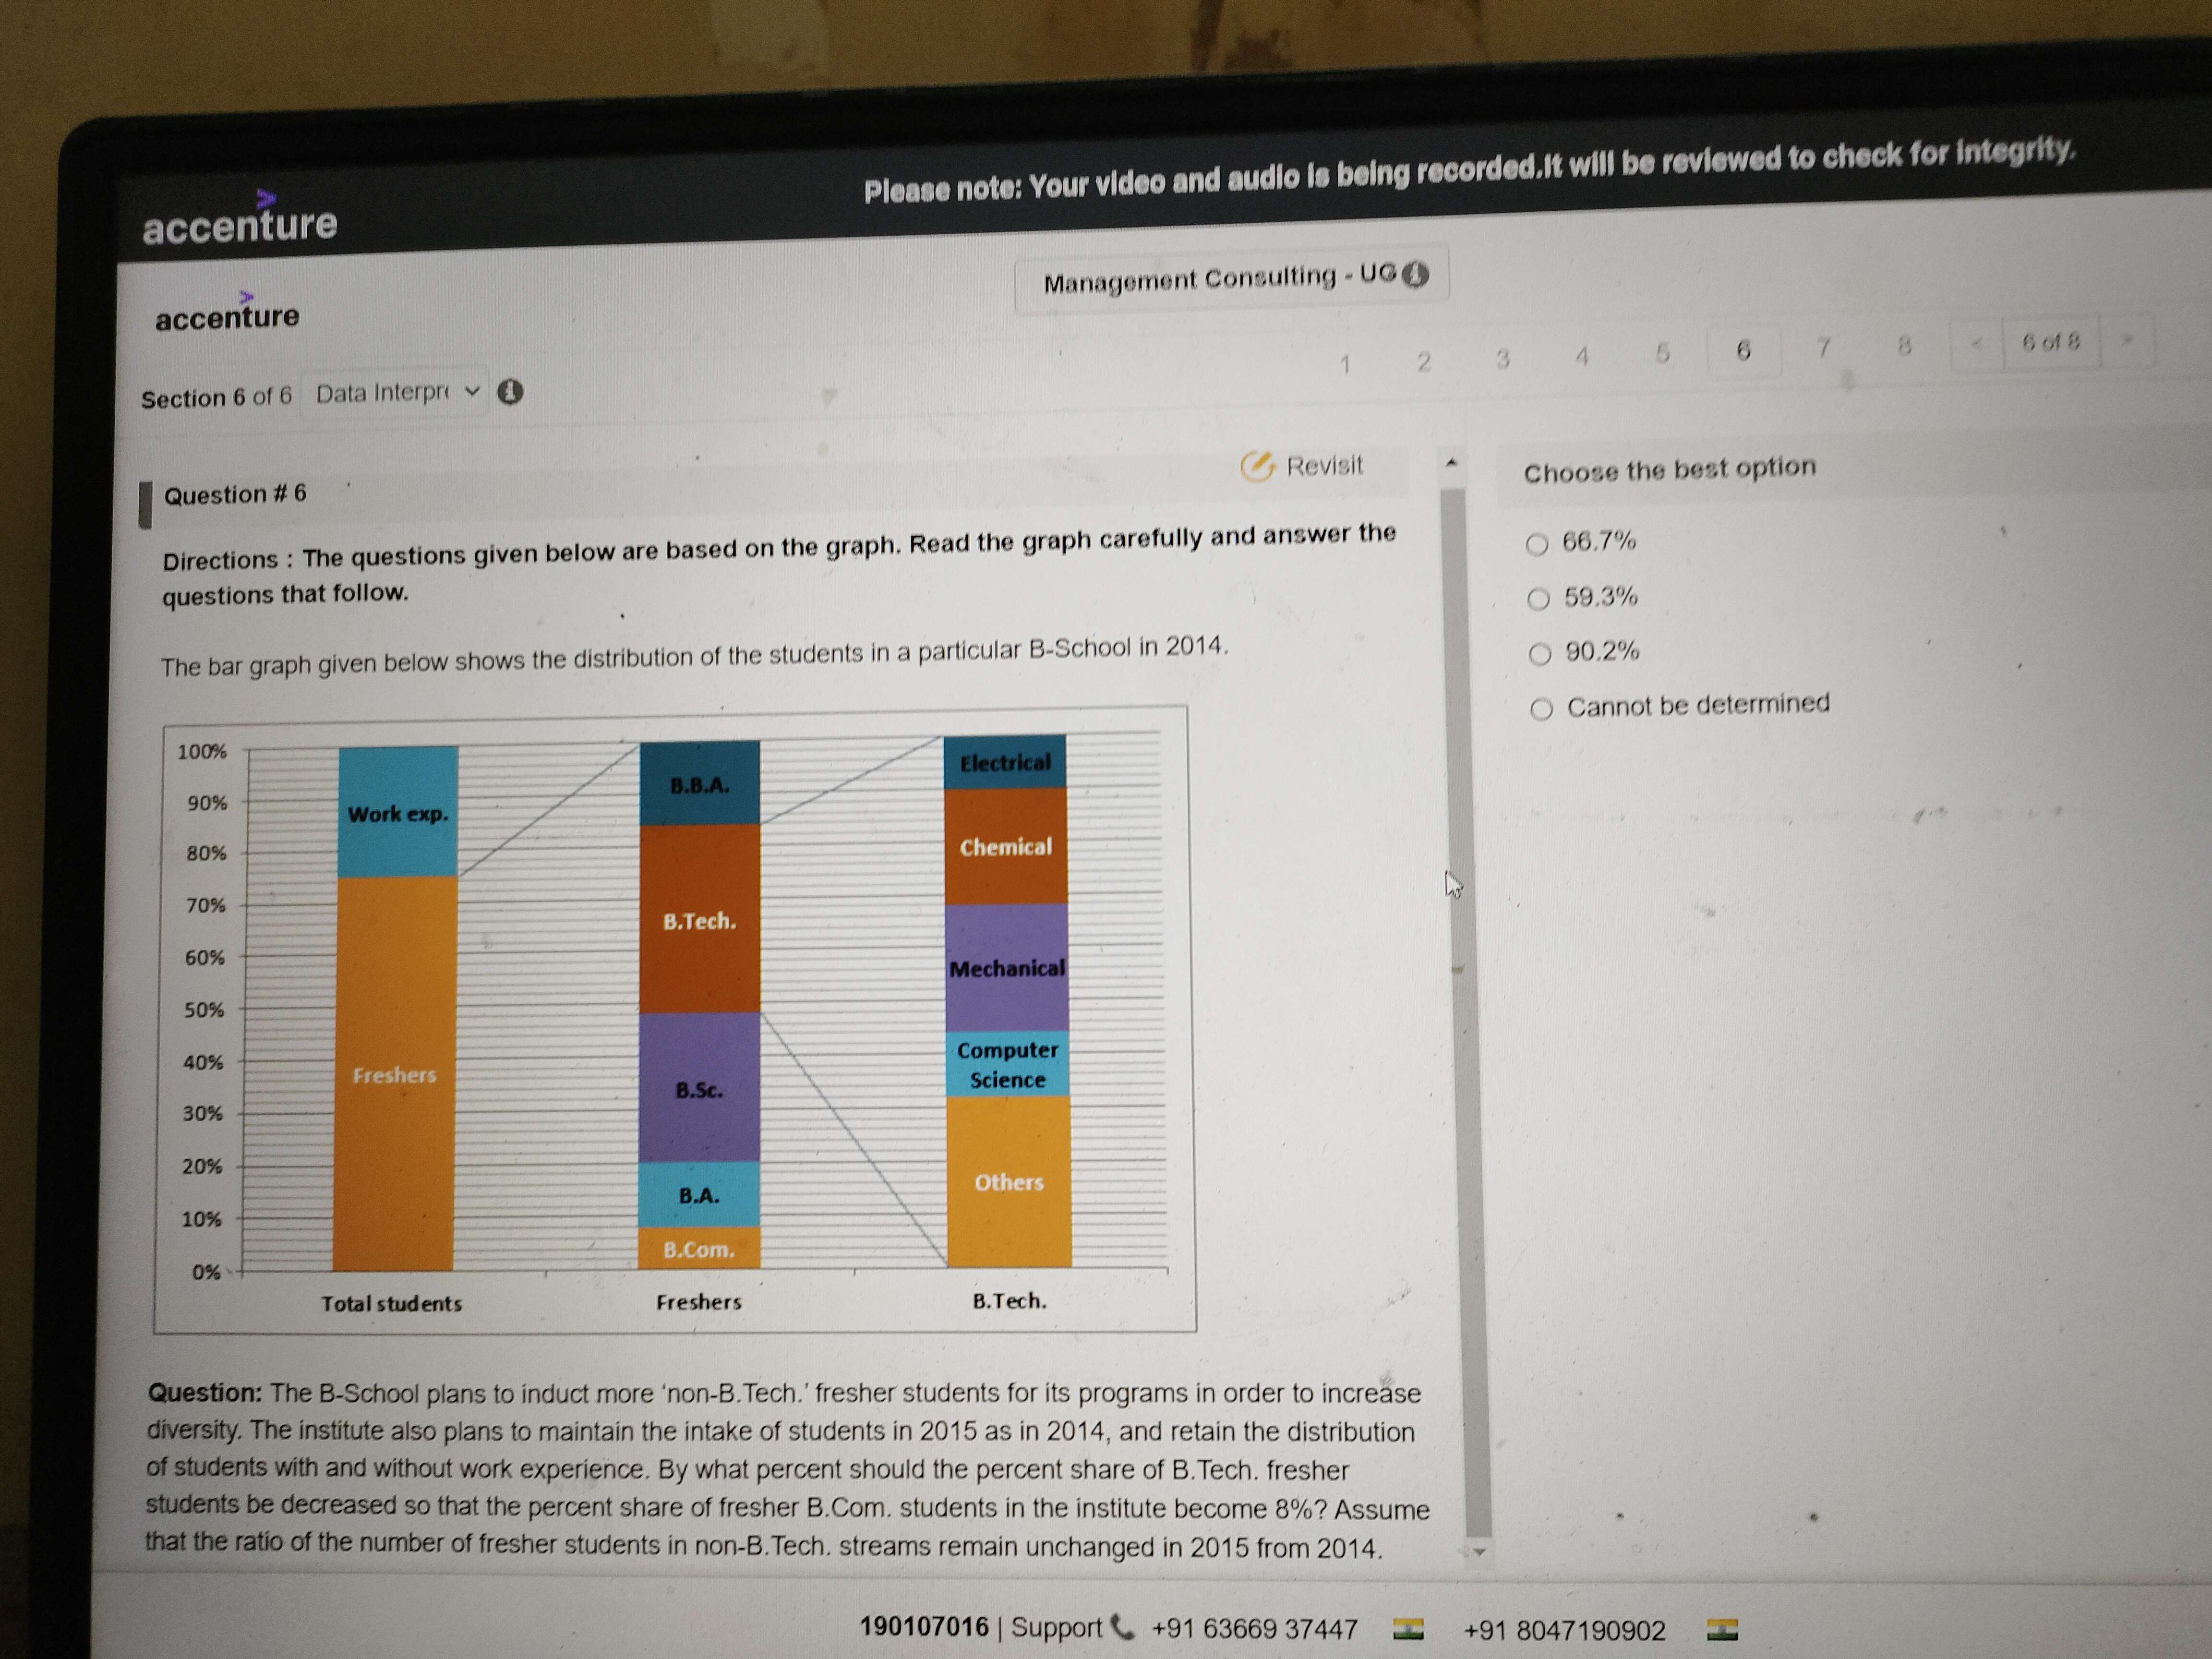 Please note: Your video and audio is being recorded.It will be reviewed to check for integrity.
accenture
Management Consulting - UG
accenture
1 2 3 4 5 6 7 8 < 6 of 8 >
Section 6 of 6 Data Interpr
Revisit
Question # 6
Directions : The questions given below are based on the graph. Read the graph carefully and answer the
questions that follow.
The bar graph given below shows the distribution of the students in a particular B-School in 2014.
100%
90%
80%
70%
60%
50%
40%
30%
20%
10%
0%
Work exp.
Freshers
B.B.A.
B.Tech.
B.Sc.
B.A.
B.Com.
Electrical
Chemical
Mechanical
Computer
Science
Others
Total students
Freshers
B.Tech.
Question: The B-School plans to induct more ‘non-B.Tech.’ fresher students for its programs in order to increase
diversity. The institute also plans to maintain the intake of students in 2015 as in 2014, and retain the distribution
of students with and without work experience. By what percent should the percent share of B.Tech. fresher
students be decreased so that the percent share of fresher B.Com. students in the institute become 8%? Assume
that the ratio of the number of fresher students in non-B.Tech. streams remain unchanged in 2015 from 2014.
Choose the best option
66.7%
59.3%
90.2%
Cannot be determined
190107016 | Support +91 63669 37447 +91 8047190902